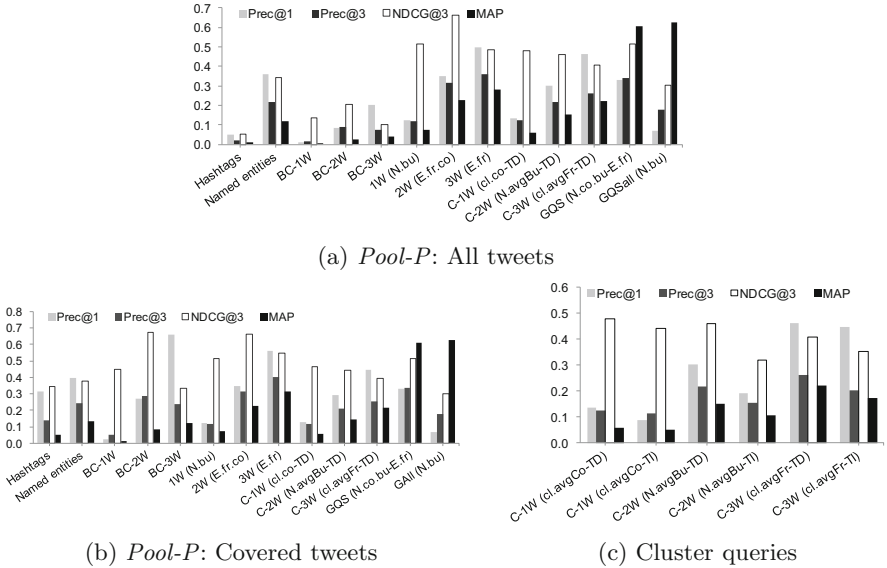 Prec@1 Prec@3 NDCG@3 MAP
0.7
0.6
0.5
0.4
0.3
0.2
0.1
0.0
Hashtags
Named entities
BC-1W
BC-2W
BC-3W
1W (N.bu)
2W (E.fr.co)
3W (E.fr)
C-1W (cl.co-TD)
C-2W (N.avgBu-TD)
C-3W (cl.avgFr-TD)
GQS (N.co.bu-E.fr)
GQSall (N.bu)
(a) Pool-P: All tweets
Prec@1 Prec@3 NDCG@3 MAP
0.8
0.7
0.6
0.5
0.4
0.3
0.2
0.1
0.0
Hashtags
Named entities
BC-1W
BC-2W
BC-3W
1W (N.bu)
2W (E.fr.co)
3W (E.fr)
C-1W (cl.co-TD)
C-2W (N.avgBu-TD)
C-3W (cl.avgFr-TD)
GQS (N.co.bu-E.fr)
GAll (N.bu)
(b) Pool-P: Covered tweets
Prec@1 Prec@3 NDCG@3 MAP
0.6
0.5
0.4
0.3
0.2
0.1
0.0
C-1W (cl.avgCo-TD)
C-1W (cl.avgCo-TI)
C-2W (N.avgBu-TD)
C-2W (N.avgBu-TI)
C-3W (cl.avgFr-TD)
C-3W (cl.avgFr-TI)
(c) Cluster queries